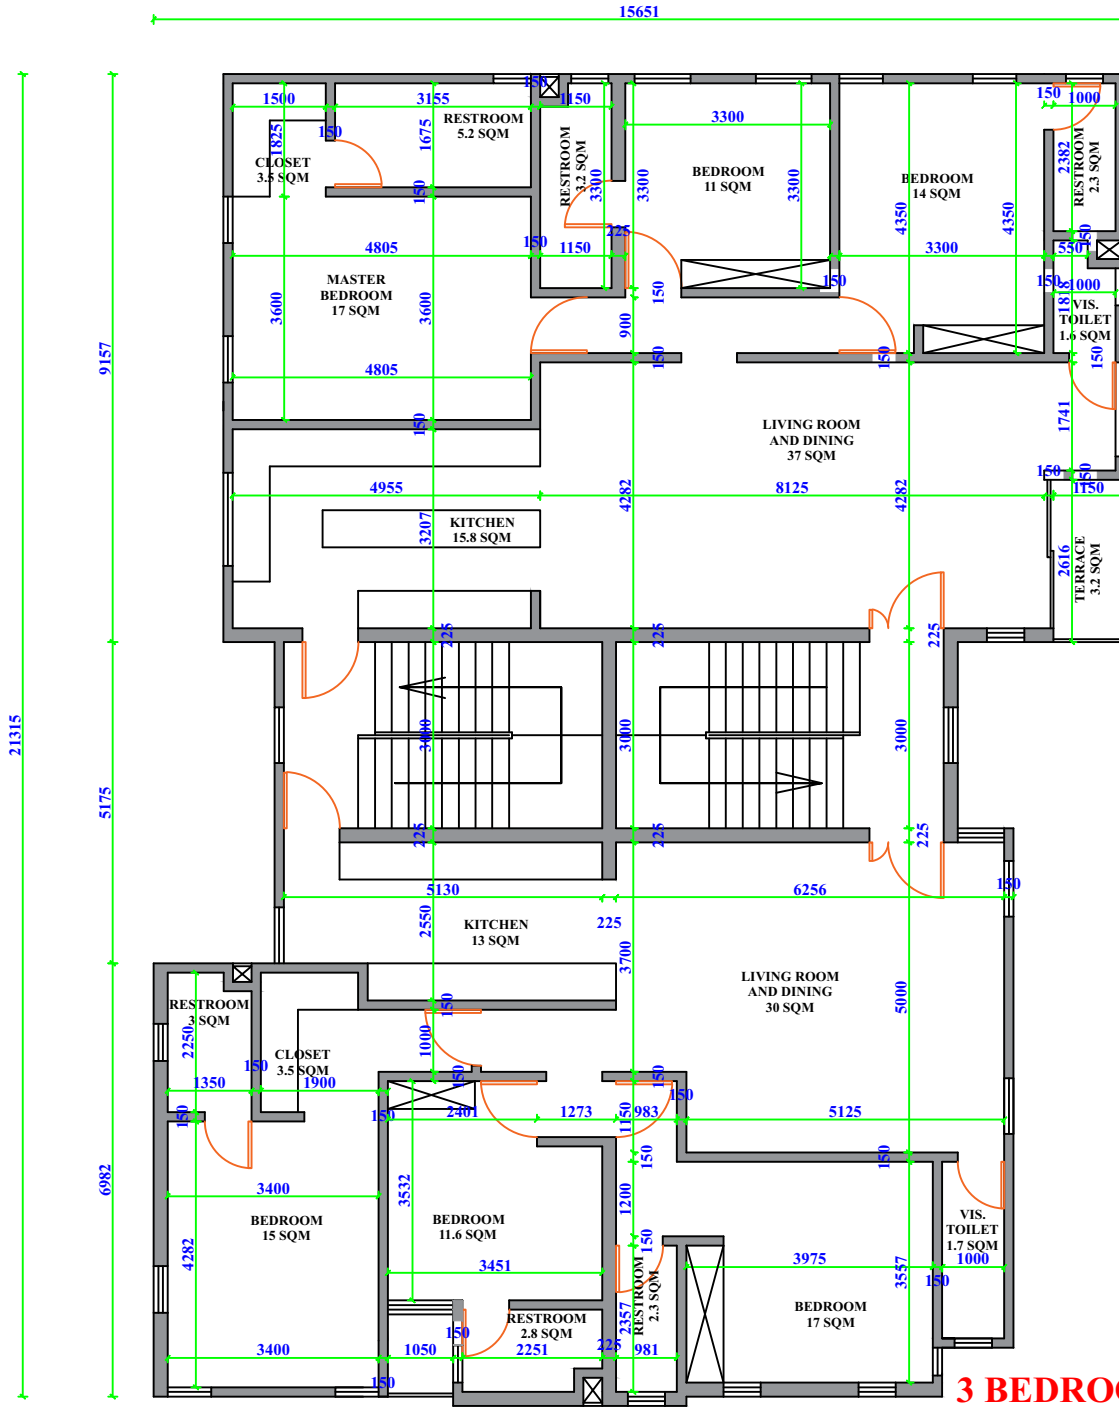 15651
150
1500
3155
1150
150
1000
RESTROOM
5.2 SQM
3300
150
1825
1675
CLOSET
3.5 SQM
RESTROOM
3.2 SQM
3300
3300
BEDROOM
11 SQM
3300
BEDROOM
14 SQM
4350
4350
2382
RESTROOM
2.3 SQM
150
225
4805
150
1150
3300
550
150
MASTER
BEDROOM
17 SQM
3600
3600
150
150
150
1000
1818
VIS.
TOILET
1.6 SQM
900
150
150
150
9157
4805
150
LIVING ROOM
AND DINING
37 SQM
1741
4955
4282
8125
4282
150
150
1150
KITCHEN
15.8 SQM
3207
2616
TERRACE
3.2 SQM
225
225
225
21315
5175
3000
3000
3000
225
225
225
5130
6256
150
2550
KITCHEN
13 SQM
225
3700
LIVING ROOM
AND DINING
30 SQM
5000
RESTROOM
3 SQM
2250
150
1000
CLOSET
3.5 SQM
150
150
150
1350
1900
150
150
150
2401
1273
1150
983
5125
6982
150
150
3400
3532
1200
BEDROOM
15 SQM
BEDROOM
11.6 SQM
VIS.
TOILET
1.7 SQM
4282
150
3451
RESTROOM
2.3 SQM
3975
3557
150
1000
BEDROOM
17 SQM
2357
150
RESTROOM
2.8 SQM
225
3400
1050
2251
981
150
3 BEDROO